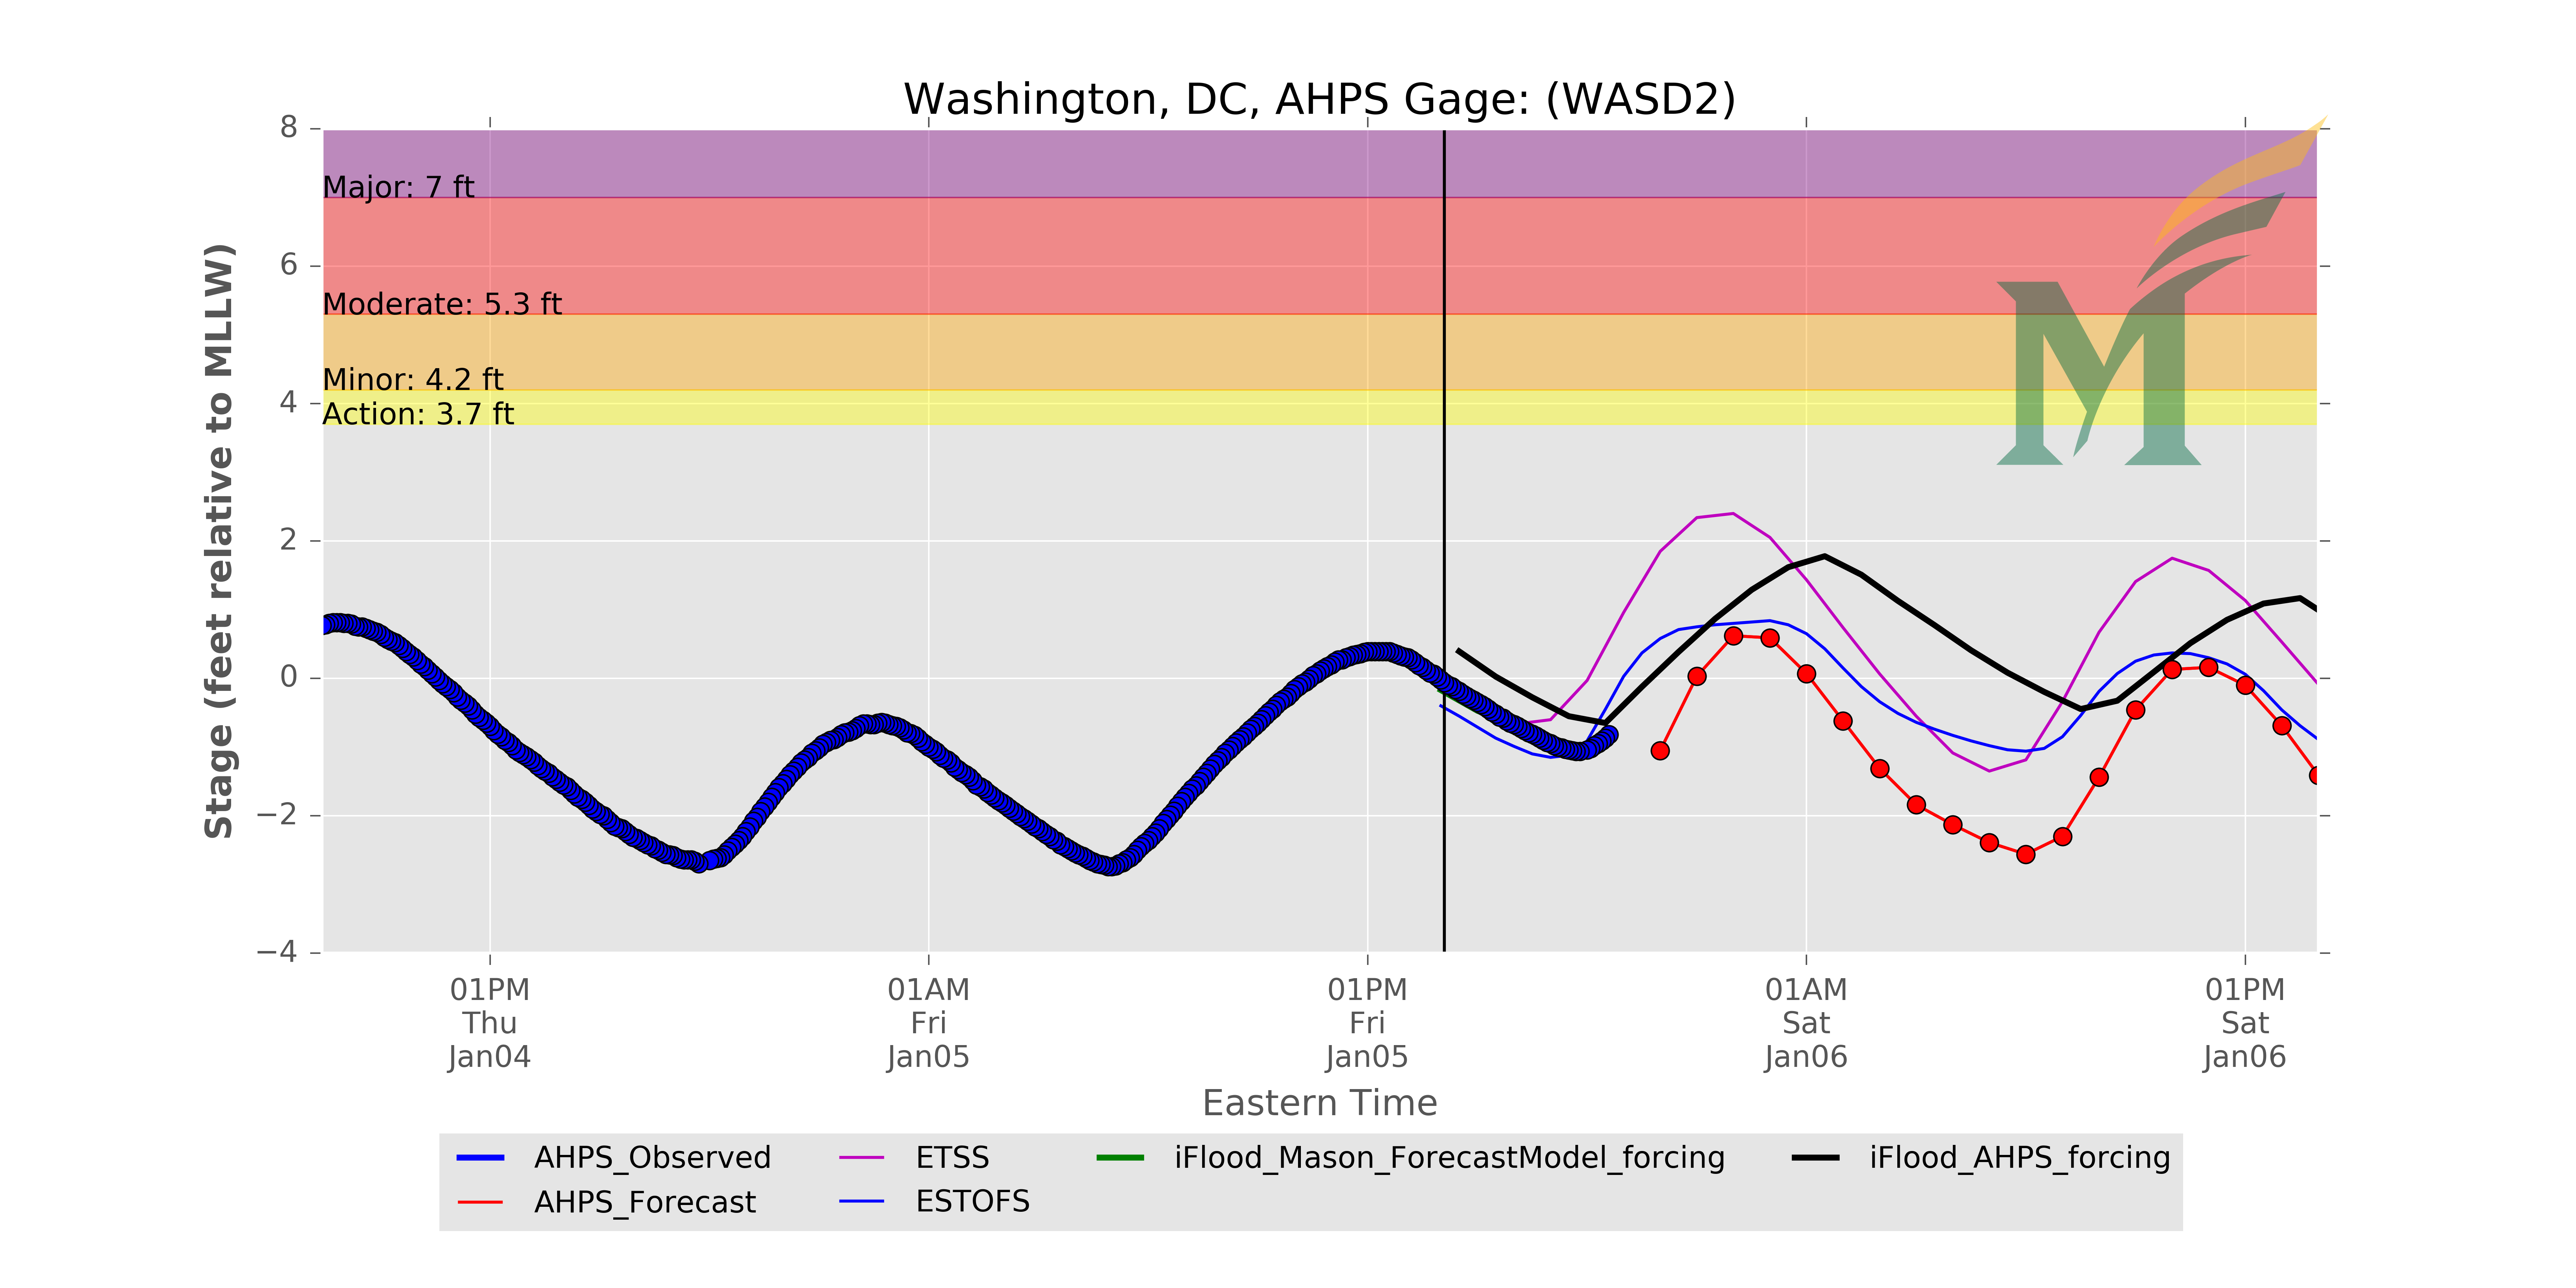 Washington, DC, AHPS Gage: (WASD2)
8
Major: 7 ft
6
Moderate: 5.3 ft
Minor: 4.2 ft
4
Action: 3.7 ft
2
0
−2
−4
Stage (feet relative to MLLW)
01PM 01AM 01PM 01AM 01PM
Thu Fri Fri Sat Sat
Jan04 Jan05 Jan05 Jan06 Jan06
Eastern Time
AHPS_Observed ETSS iFlood_Mason_ForecastModel_forcing iFlood_AHPS_forcing
AHPS_Forecast ESTOFS
M